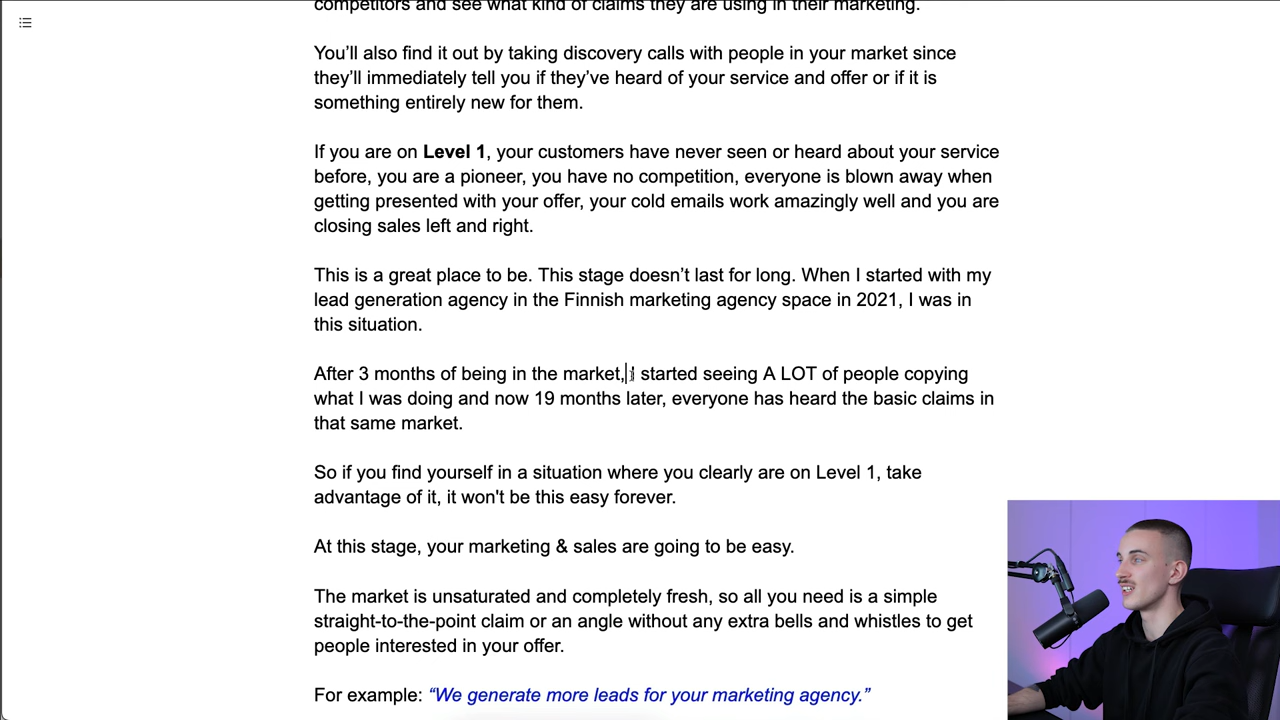 competitors and see what kind of claims they are using in their marketing.
You’ll also find it out by taking discovery calls with people in your market since
they’ll immediately tell you if they’ve heard of your service and offer or if it is
something entirely new for them.
If you are on Level 1, your customers have never seen or heard about your service
before, you are a pioneer, you have no competition, everyone is blown away when
getting presented with your offer, your cold emails work amazingly well and you are
closing sales left and right.
This is a great place to be. This stage doesn’t last for long. When I started with my
lead generation agency in the Finnish marketing agency space in 2021, I was in
this situation.
After 3 months of being in the market, I started seeing A LOT of people copying
what I was doing and now 19 months later, everyone has heard the basic claims in
that same market.
So if you find yourself in a situation where you clearly are on Level 1, take
advantage of it, it won't be this easy forever.
At this stage, your marketing & sales are going to be easy.
The market is unsaturated and completely fresh, so all you need is a simple
straight-to-the-point claim or an angle without any extra bells and whistles to get
people interested in your offer.
For example: “We generate more leads for your marketing agency.”